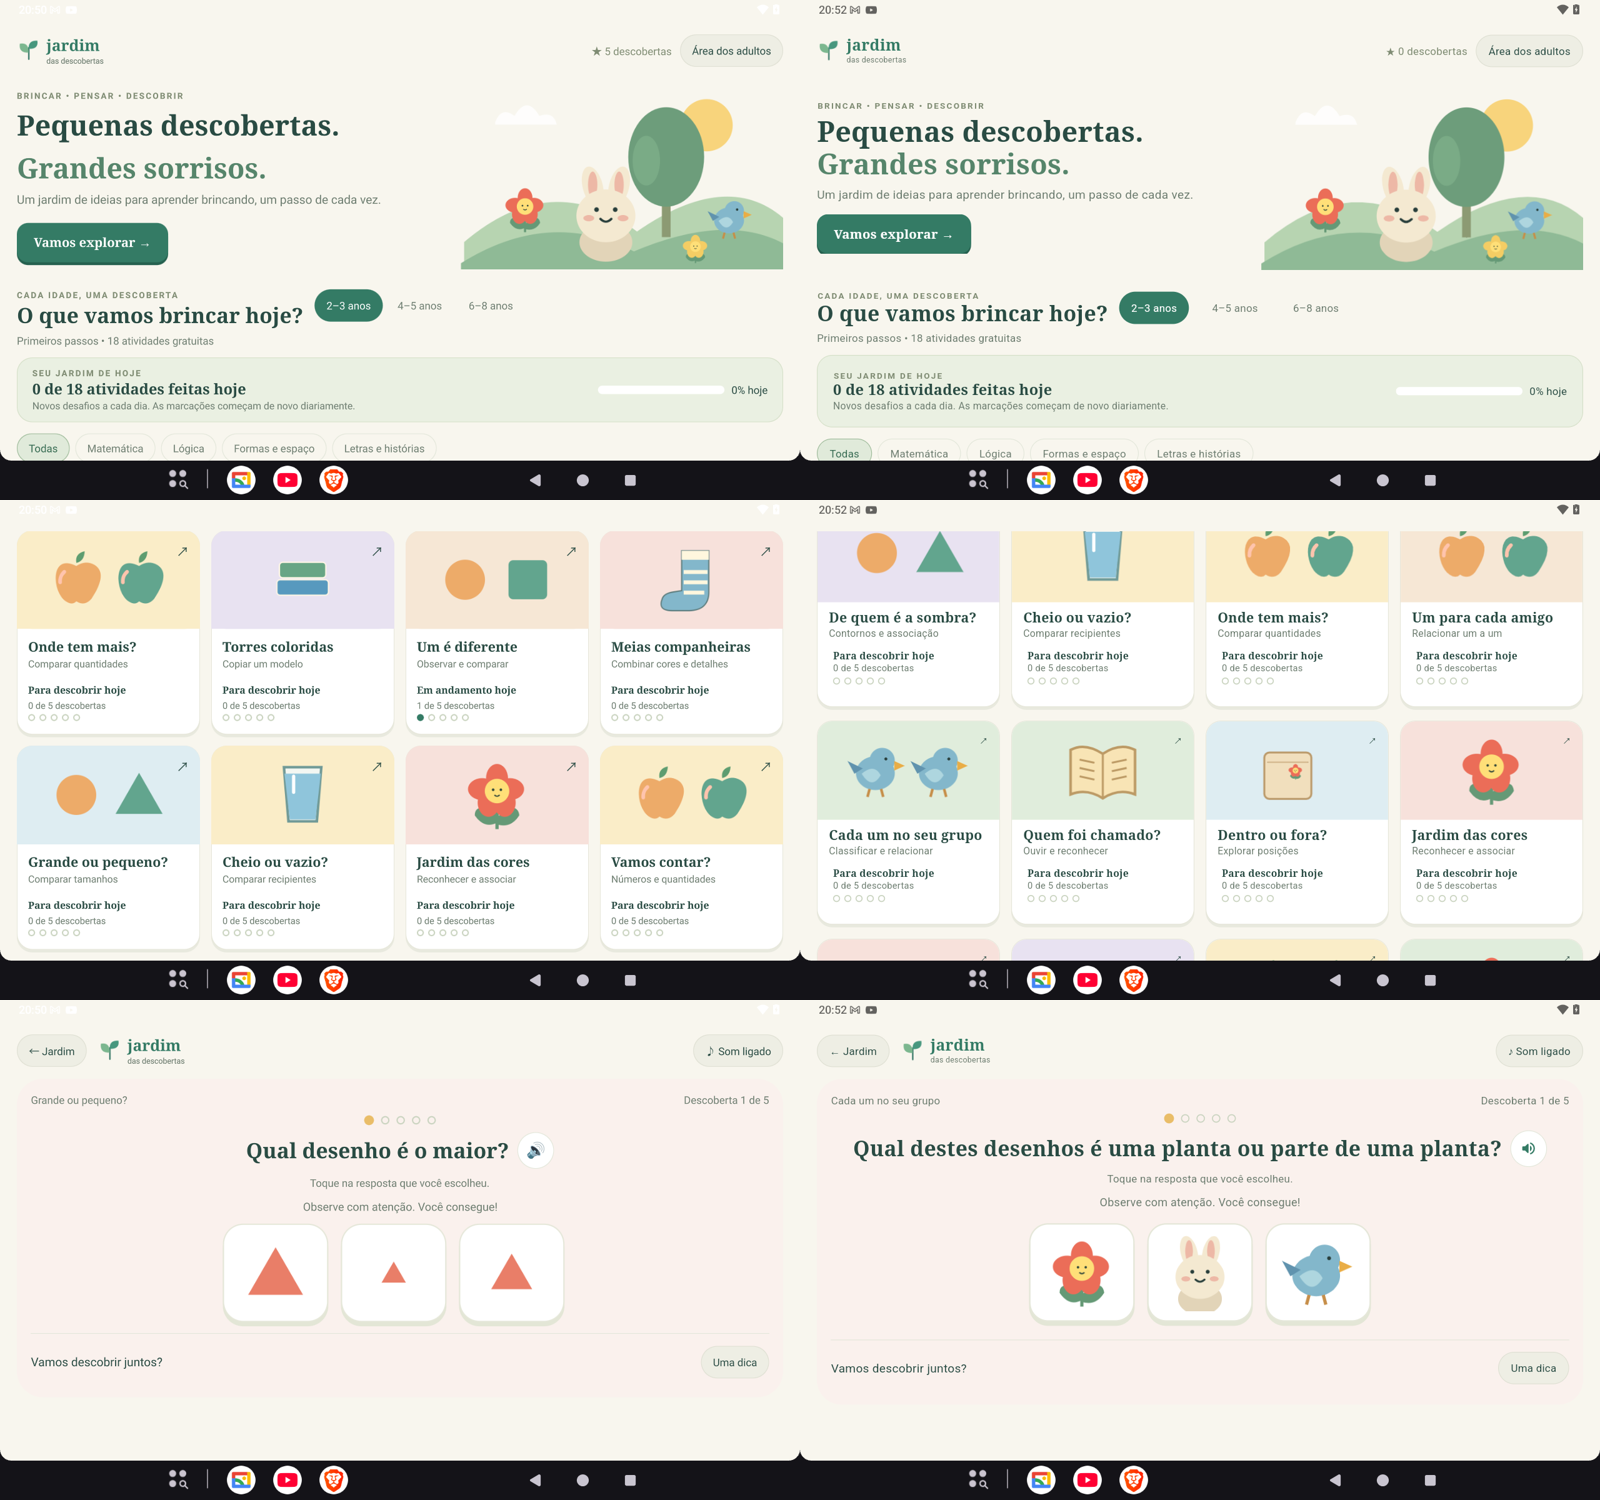 20:50
jardim
das descobertas
★ 5 descobertas
Área dos adultos
BRINCAR • PENSAR • DESCOBRIR
Pequenas descobertas.
Grandes sorrisos.
Um jardim de ideias para aprender brincando, um passo de cada vez.
Vamos explorar →
CADA IDADE, UMA DESCOBERTA
O que vamos brincar hoje?
2–3 anos
4–5 anos
6–8 anos
Primeiros passos • 18 atividades gratuitas
SEU JARDIM DE HOJE
0 de 18 atividades feitas hoje
Novos desafios a cada dia. As marcações começam de novo diariamente.
0% hoje
Todas
Matemática
Lógica
Formas e espaço
Letras e histórias
20:52
jardim
das descobertas
★ 0 descobertas
Área dos adultos
BRINCAR • PENSAR • DESCOBRIR
Pequenas descobertas.
Grandes sorrisos.
Um jardim de ideias para aprender brincando, um passo de cada vez.
Vamos explorar →
CADA IDADE, UMA DESCOBERTA
O que vamos brincar hoje?
2–3 anos
4–5 anos
6–8 anos
Primeiros passos • 18 atividades gratuitas
SEU JARDIM DE HOJE
0 de 18 atividades feitas hoje
Novos desafios a cada dia. As marcações começam de novo diariamente.
0% hoje
Todas
Matemática
Lógica
Formas e espaço
Letras e histórias
20:50
Onde tem mais?
Comparar quantidades
Para descobrir hoje
0 de 5 descobertas
Torres coloridas
Copiar um modelo
Para descobrir hoje
0 de 5 descobertas
Um é diferente
Observar e comparar
Em andamento hoje
1 de 5 descobertas
Meias companheiras
Combinar cores e detalhes
Para descobrir hoje
0 de 5 descobertas
Grande ou pequeno?
Comparar tamanhos
Para descobrir hoje
0 de 5 descobertas
Cheio ou vazio?
Comparar recipientes
Para descobrir hoje
0 de 5 descobertas
Jardim das cores
Reconhecer e associar
Para descobrir hoje
0 de 5 descobertas
Vamos contar?
Números e quantidades
Para descobrir hoje
0 de 5 descobertas
20:52
De quem é a sombra?
Contornos e associação
Para descobrir hoje
0 de 5 descobertas
Cheio ou vazio?
Comparar recipientes
Para descobrir hoje
0 de 5 descobertas
Onde tem mais?
Comparar quantidades
Para descobrir hoje
0 de 5 descobertas
Um para cada amigo
Relacionar um a um
Para descobrir hoje
0 de 5 descobertas
Cada um no seu grupo
Classificar e relacionar
Para descobrir hoje
0 de 5 descobertas
Quem foi chamado?
Ouvir e reconhecer
Para descobrir hoje
0 de 5 descobertas
Dentro ou fora?
Explorar posições
Para descobrir hoje
0 de 5 descobertas
Jardim das cores
Reconhecer e associar
Para descobrir hoje
0 de 5 descobertas
20:50
← Jardim
jardim
das descobertas
♪ Som ligado
Grande ou pequeno?
Descoberta 1 de 5
Qual desenho é o maior?
Toque na resposta que você escolheu.
Observe com atenção. Você consegue!
Vamos descobrir juntos?
Uma dica
20:52
← Jardim
jardim
das descobertas
♪ Som ligado
Cada um no seu grupo
Descoberta 1 de 5
Qual destes desenhos é uma planta ou parte de uma planta?
Toque na resposta que você escolheu.
Observe com atenção. Você consegue!
Vamos descobrir juntos?
Uma dica